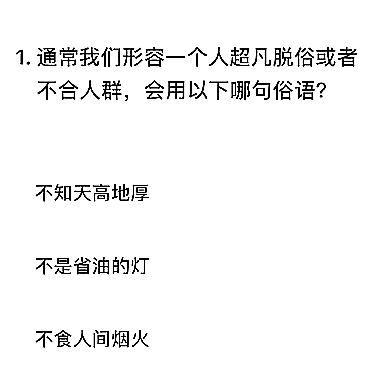 1. 通常我们形容一个人超凡脱俗或者
不合人群，会用以下哪句俗语？
不知天高地厚
不是省油的灯
不食人间烟火